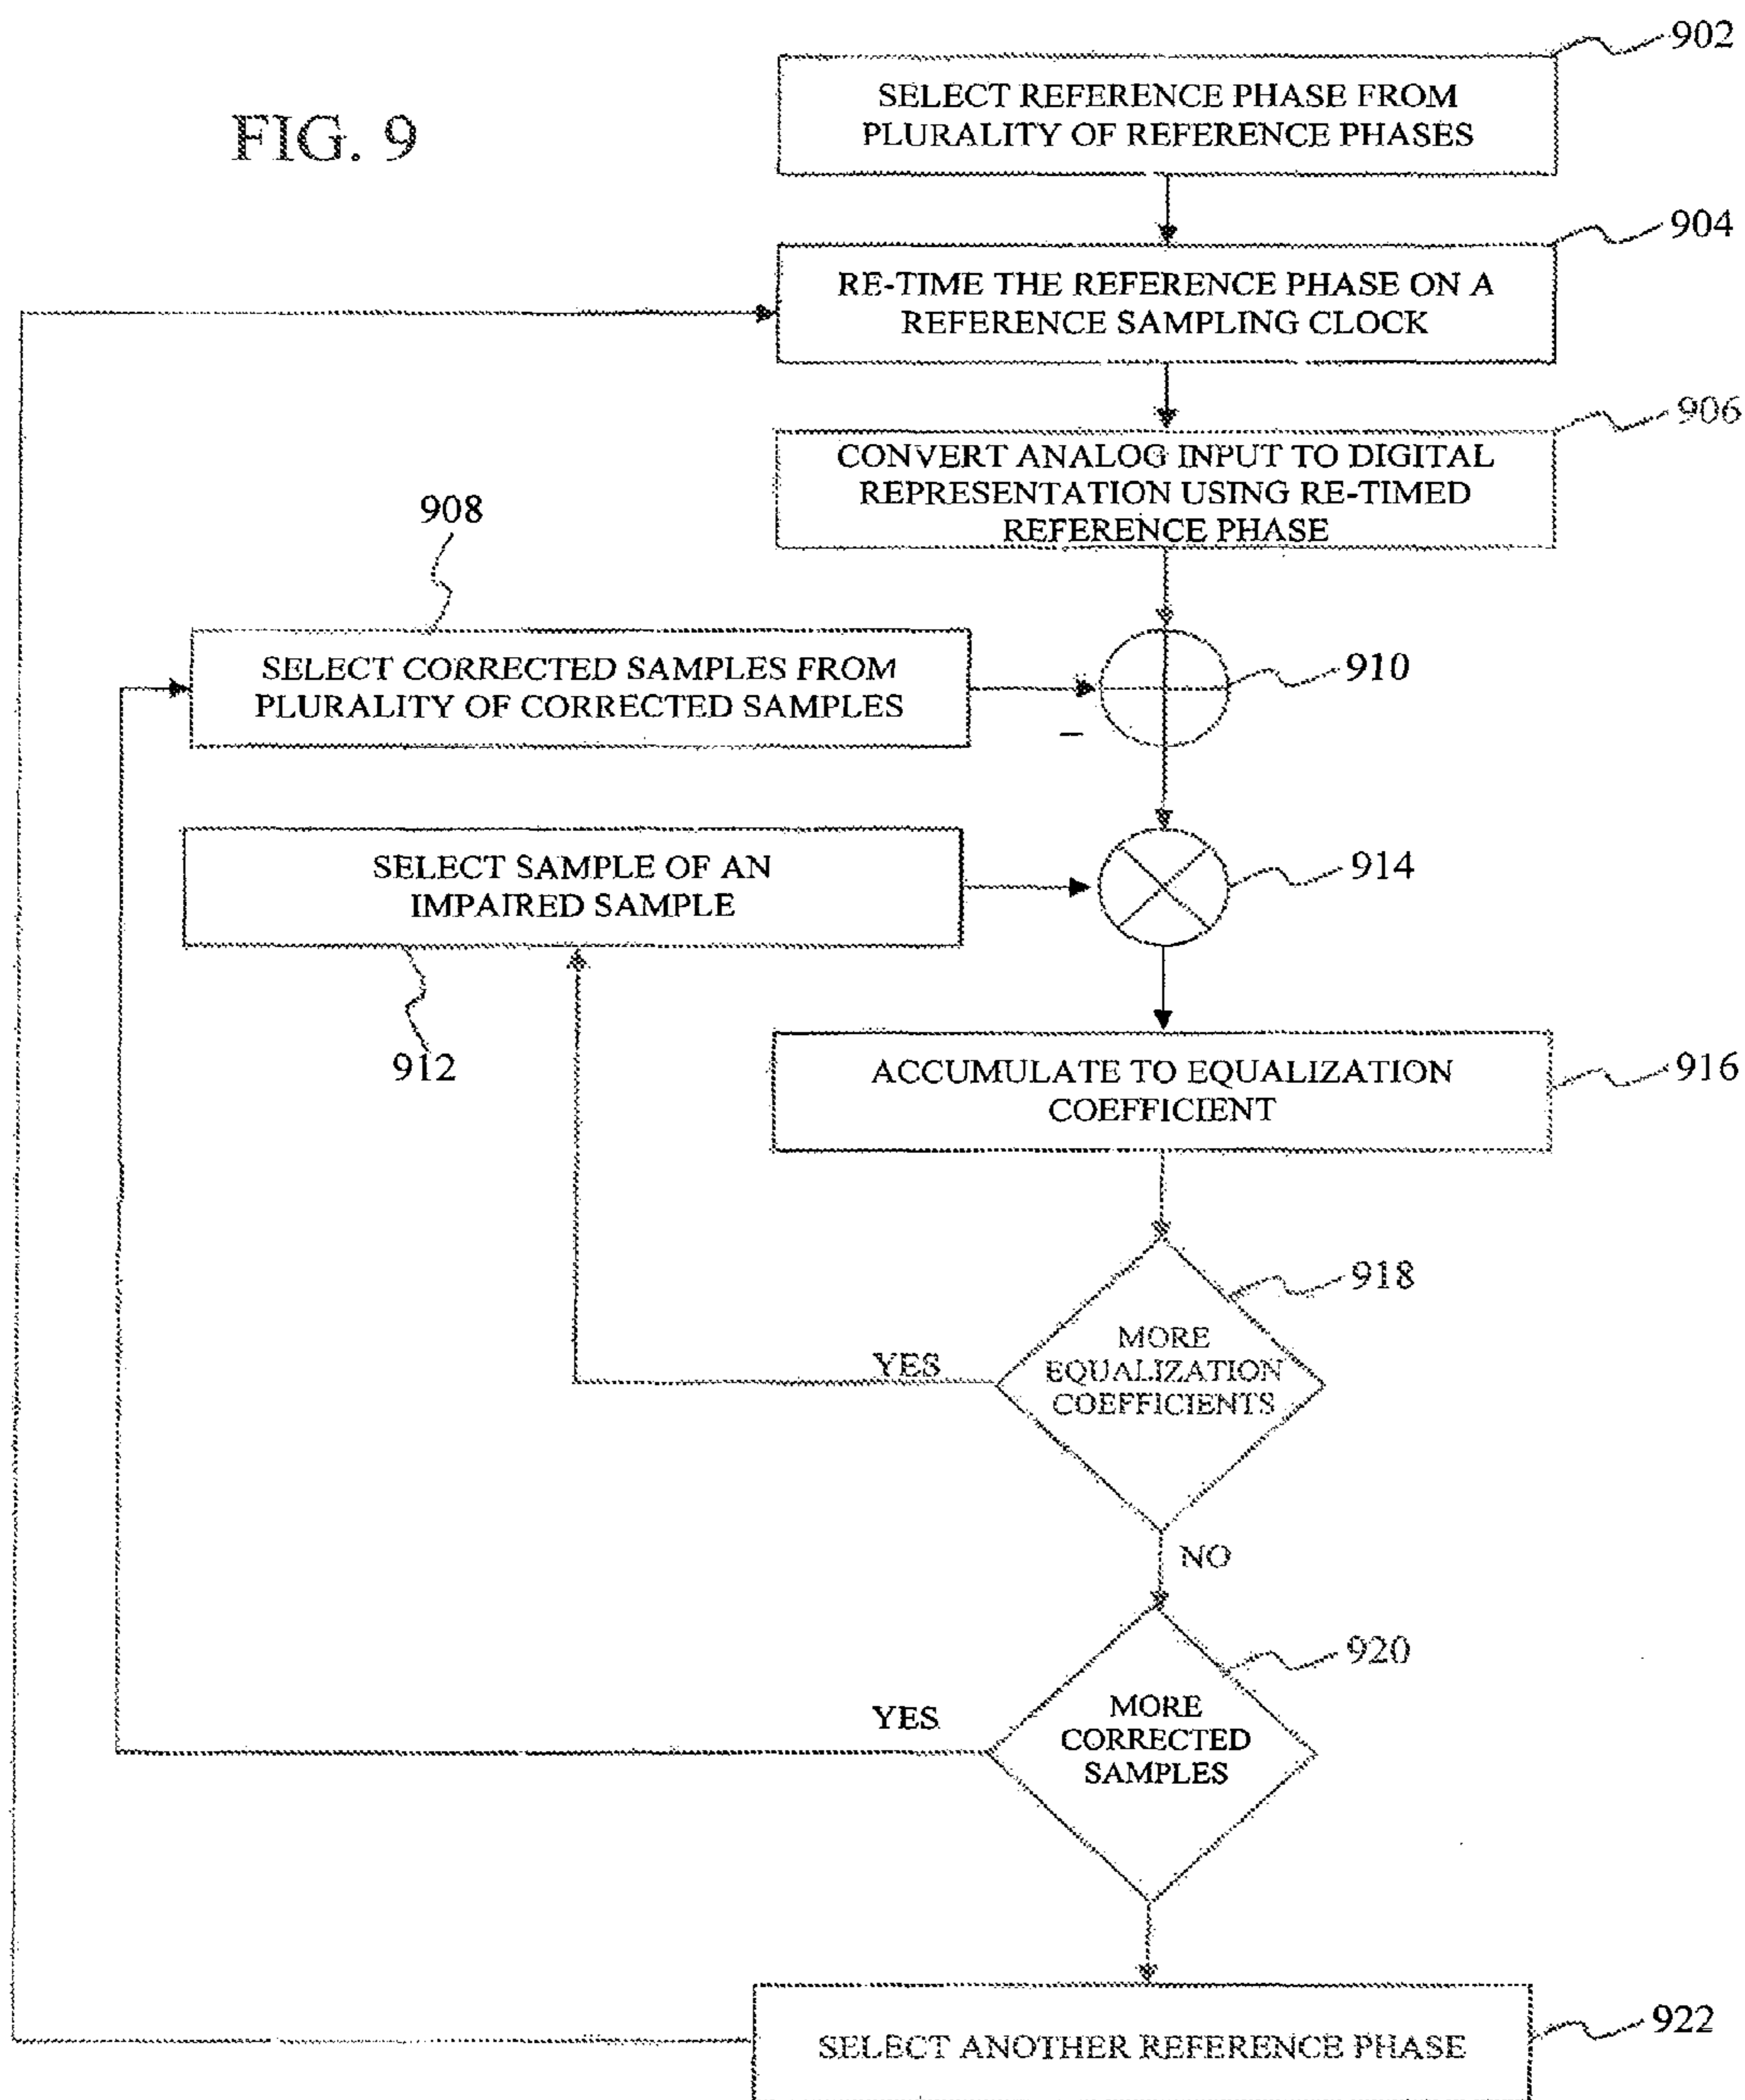 FIG. 9
902
SELECT REFERENCE PHASE FROM
PLURALITY OF REFERENCE PHASES
904
RE-TIME THE REFERENCE PHASE ON A
REFERENCE SAMPLING CLOCK
906
CONVERT ANALOG INPUT TO DIGITAL
REPRESENTATION USING RE-TIMED
REFERENCE PHASE
908
SELECT CORRECTED SAMPLES FROM
PLURALITY OF CORRECTED SAMPLES
910
–
SELECT SAMPLE OF AN
IMPAIRED SAMPLE
914
912
ACCUMULATE TO EQUALIZATION
COEFFICIENT
916
918
MORE
EQUALIZATION
COEFFICIENTS
YES
NO
920
MORE
CORRECTED
SAMPLES
YES
SELECT ANOTHER REFERENCE PHASE
922